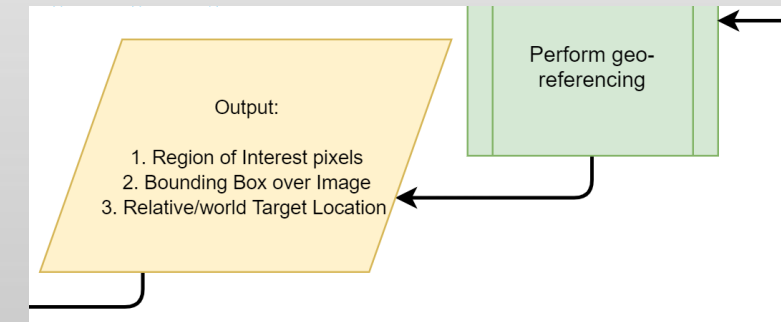 Perform geo-
referencing
Output:
1. Region of Interest pixels
2. Bounding Box over Image
3. Relative/world Target Location